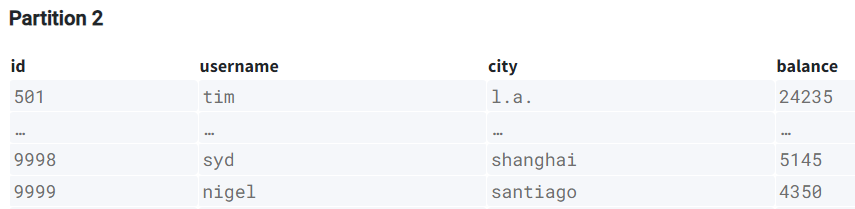 Partition 2
id username city balance
501 tim l.a. 24235
… … … …
9998 syd shanghai 5145
9999 nigel santiago 4350